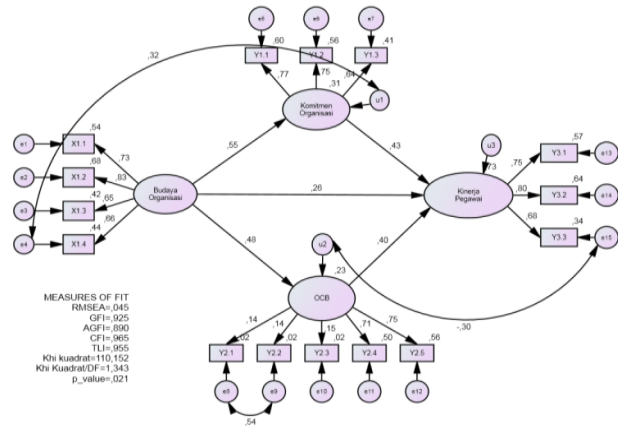 e5
e6
e7
,60
,56
,41
Y1.1
Y1.2
Y1.3
,32
,77
,75
,64
,31
u1
Komitmen
Organisasi
u3
,54
e1
X1.1
,73
,55
,43
,73
,57
Y3.1
e13
,75
,68
e2
X1.2
,83
Budaya
Organisasi
,26
Kinerja
Pegawai
,80
,64
Y3.2
e14
,42
e3
X1.3
,65
,68
,34
Y3.3
e15
,44
e4
X1.4
,66
,48
u2
,40
,23
OCB
-,30
MEASURES OF FIT
RMSEA=,045
GFI=,925
AGFI=,890
CFI=,965
TLI=,955
Khi kuadrat=110,152
Khi Kuadrat/DF=1,343
p_value=,021
,14
,14
,15
,71
,75
,02
,02
,02
,50
,56
Y2.1
Y2.2
Y2.3
Y2.4
Y2.5
e8
e9
e10
e11
e12
,54